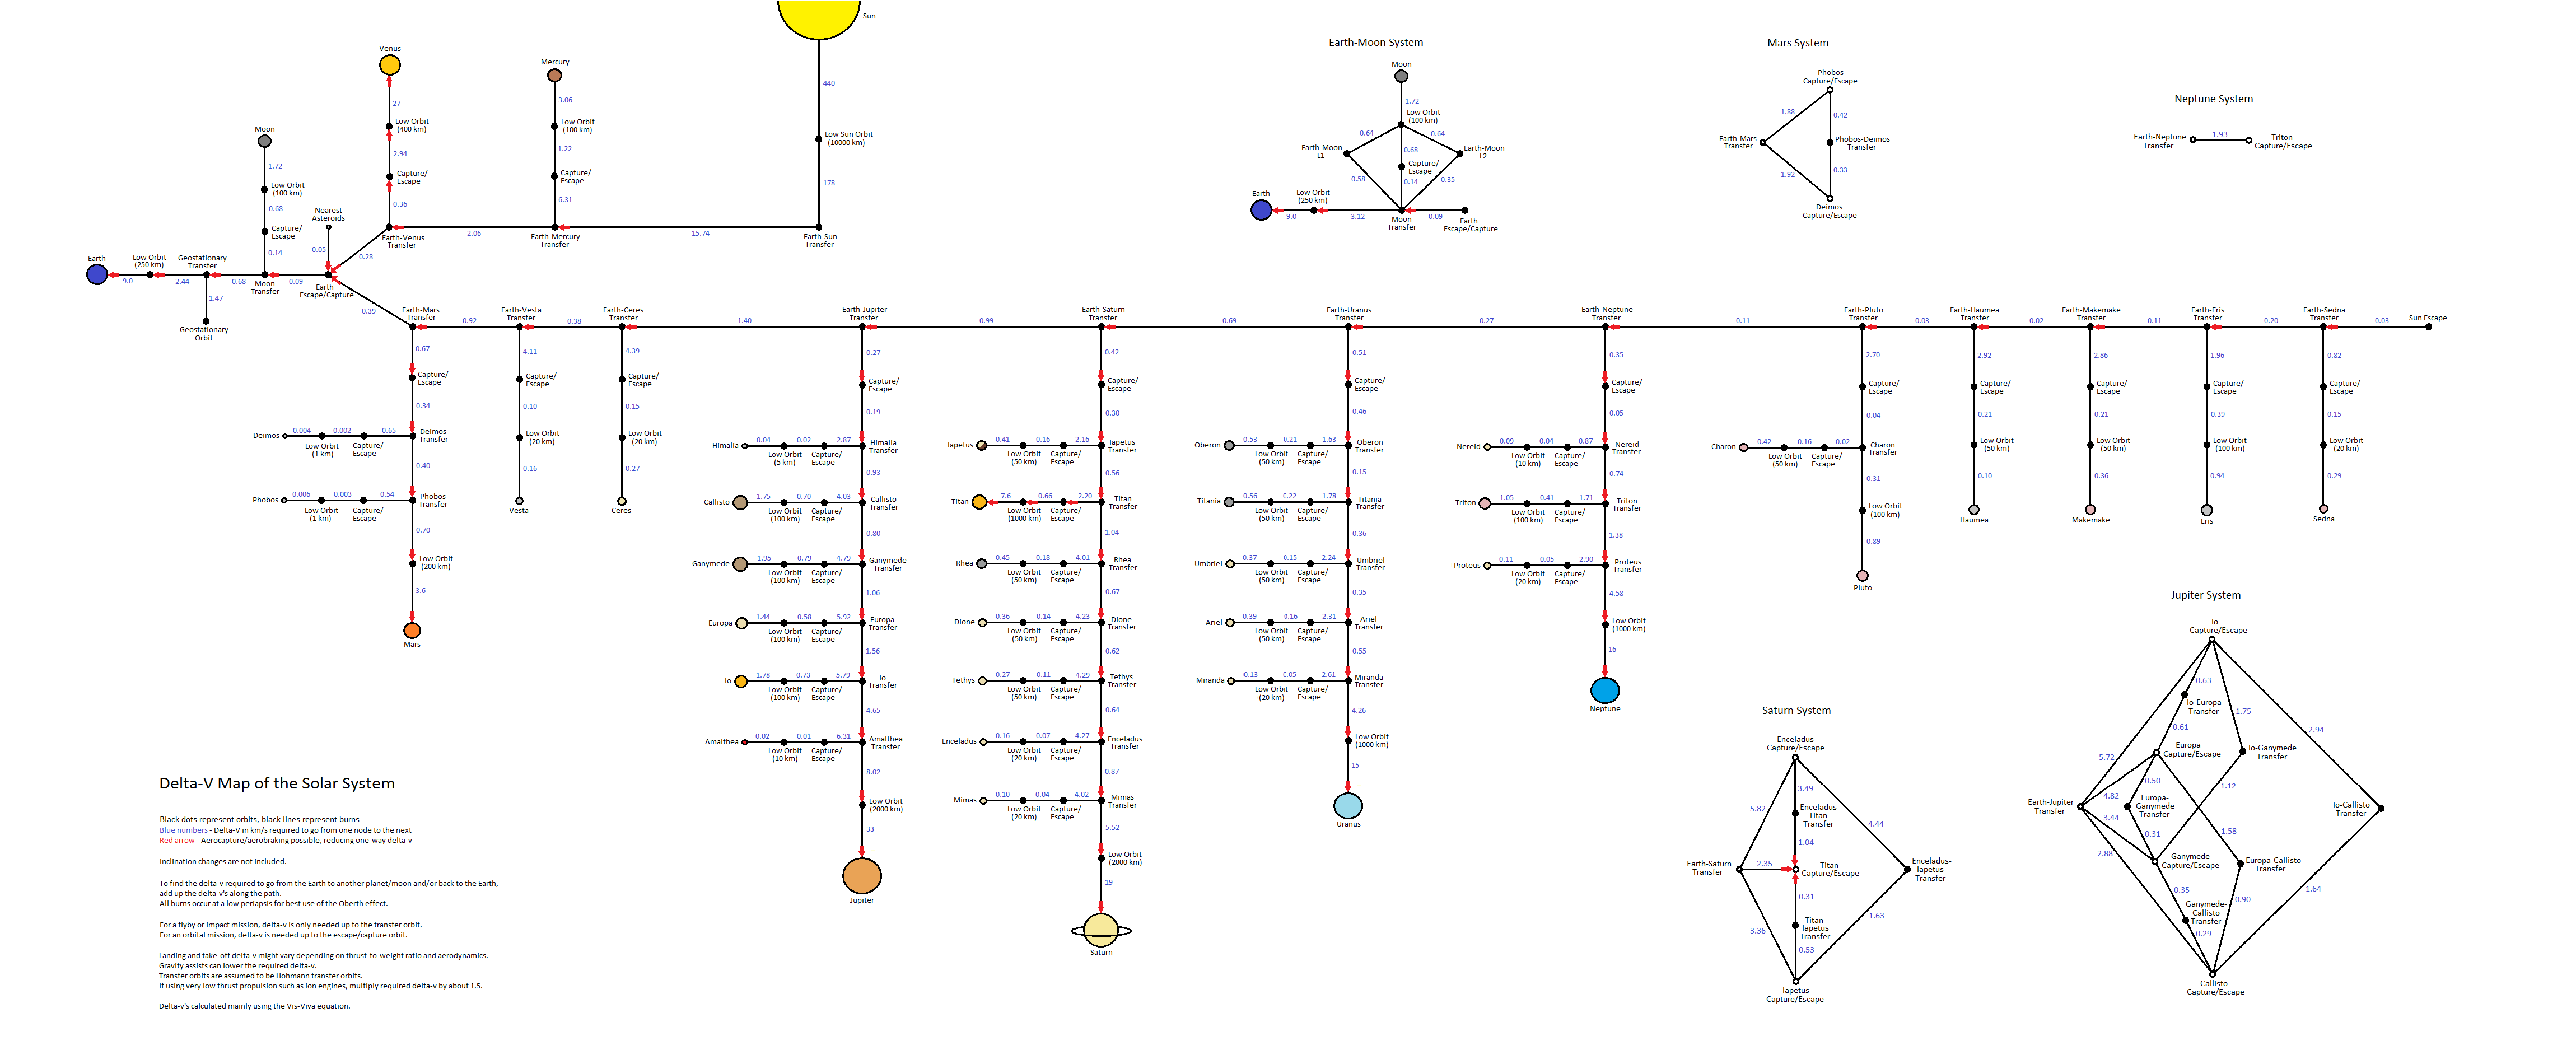 Sun
440
Low Sun Orbit
(10000 km)
178
Earth-Sun
Transfer
15.74
Mercury
3.06
Low Orbit
(100 km)
1.22
Capture/
Escape
6.31
Earth-Mercury
Transfer
2.06
Venus
27
Low Orbit
(400 km)
2.94
Capture/
Escape
0.36
Earth-Venus
Transfer
0.28
Nearest
Asteroids
0.05
Moon
1.72
Low Orbit
(100 km)
0.68
Capture/
Escape
0.14
Earth
9.0
Low Orbit
(250 km)
2.44
Geostationary
Transfer
1.47
Geostationary
Orbit
0.68
Moon
Transfer
0.09
Earth
Escape/Capture
0.39
Earth-Mars
Transfer
0.92
Earth-Vesta
Transfer
0.38
Earth-Ceres
Transfer
1.40
Earth-Jupiter
Transfer
0.99
Earth-Saturn
Transfer
0.69
Earth-Uranus
Transfer
0.27
Earth-Neptune
Transfer
0.11
Earth-Pluto
Transfer
0.03
Earth-Haumea
Transfer
0.02
Earth-Makemake
Transfer
0.11
Earth-Eris
Transfer
0.20
Earth-Sedna
Transfer
0.03
Sun Escape
0.67
Capture/
Escape
0.34
Deimos
0.004
Low Orbit
(1 km)
0.002
Capture/
Escape
0.65
Deimos
Transfer
0.40
Phobos
0.006
Low Orbit
(1 km)
0.003
Capture/
Escape
0.54
Phobos
Transfer
0.70
Low Orbit
(200 km)
3.6
Mars
4.11
Capture/
Escape
0.10
Low Orbit
(20 km)
0.16
Vesta
4.39
Capture/
Escape
0.15
Low Orbit
(20 km)
0.27
Ceres
0.27
Capture/
Escape
0.19
Himalia
0.04
Low Orbit
(5 km)
0.02
Capture/
Escape
2.87
Himalia
Transfer
0.93
Callisto
1.75
Low Orbit
(100 km)
0.70
Capture/
Escape
4.03
Callisto
Transfer
0.80
Ganymede
1.95
Low Orbit
(100 km)
0.79
Capture/
Escape
4.79
Ganymede
Transfer
1.06
Europa
1.44
Low Orbit
(100 km)
0.58
Capture/
Escape
5.92
Europa
Transfer
1.56
Io
1.78
Low Orbit
(100 km)
0.73
Capture/
Escape
5.79
Io
Transfer
4.65
Amalthea
0.02
Low Orbit
(10 km)
0.01
Capture/
Escape
6.31
Amalthea
Transfer
8.02
Low Orbit
(2000 km)
33
Jupiter
0.42
Capture/
Escape
0.30
Iapetus
0.41
Low Orbit
(50 km)
0.16
Capture/
Escape
2.16
Iapetus
Transfer
0.56
Titan
7.6
Low Orbit
(1000 km)
0.66
Capture/
Escape
2.20
Titan
Transfer
1.04
Rhea
0.45
Low Orbit
(50 km)
0.18
Capture/
Escape
4.01
Rhea
Transfer
0.67
Dione
0.36
Low Orbit
(50 km)
0.14
Capture/
Escape
4.23
Dione
Transfer
0.62
Tethys
0.27
Low Orbit
(50 km)
0.11
Capture/
Escape
4.29
Tethys
Transfer
0.64
Enceladus
0.16
Low Orbit
(20 km)
0.07
Capture/
Escape
4.27
Enceladus
Transfer
0.87
Mimas
0.10
Low Orbit
(20 km)
0.04
Capture/
Escape
4.02
Mimas
Transfer
5.52
Low Orbit
(2000 km)
19
Saturn
0.51
Capture/
Escape
0.46
Oberon
0.53
Low Orbit
(50 km)
0.21
Capture/
Escape
1.63
Oberon
Transfer
0.15
Titania
0.56
Low Orbit
(50 km)
0.22
Capture/
Escape
1.78
Titania
Transfer
0.36
Umbriel
0.37
Low Orbit
(50 km)
0.15
Capture/
Escape
2.24
Umbriel
Transfer
0.35
Ariel
0.39
Low Orbit
(50 km)
0.16
Capture/
Escape
2.31
Ariel
Transfer
0.55
Miranda
0.13
Low Orbit
(20 km)
0.05
Capture/
Escape
2.61
Miranda
Transfer
4.26
Low Orbit
(1000 km)
15
Uranus
0.35
Capture/
Escape
0.05
Nereid
0.09
Low Orbit
(10 km)
0.04
Capture/
Escape
0.87
Nereid
Transfer
0.74
Triton
1.05
Low Orbit
(100 km)
0.41
Capture/
Escape
1.71
Triton
Transfer
1.38
Proteus
0.11
Low Orbit
(20 km)
0.05
Capture/
Escape
2.90
Proteus
Transfer
4.58
Low Orbit
(1000 km)
16
Neptune
2.70
Capture/
Escape
0.04
Charon
0.42
Low Orbit
(50 km)
0.16
Capture/
Escape
0.02
Charon
Transfer
0.31
Low Orbit
(100 km)
0.89
Pluto
2.92
Capture/
Escape
0.21
Low Orbit
(50 km)
0.10
Haumea
2.86
Capture/
Escape
0.21
Low Orbit
(50 km)
0.36
Makemake
1.96
Capture/
Escape
0.39
Low Orbit
(100 km)
0.94
Eris
0.82
Capture/
Escape
0.15
Low Orbit
(20 km)
0.29
Sedna
Earth-Moon System
Moon
1.72
Low Orbit
(100 km)
0.64
0.64
Earth-Moon
L1
0.68
Earth-Moon
L2
Capture/
Escape
0.58
0.14
0.35
Earth
9.0
Low Orbit
(250 km)
3.12
Moon
Transfer
0.09
Earth
Escape/Capture
Mars System
Phobos
Capture/Escape
1.88
0.42
Earth-Mars
Transfer
Phobos-Deimos
Transfer
1.92
0.33
Deimos
Capture/Escape
Neptune System
Earth-Neptune
Transfer
1.93
Triton
Capture/Escape
Saturn System
Enceladus
Capture/Escape
3.49
5.82
Enceladus-
Titan
Transfer
4.44
1.04
Earth-Saturn
Transfer
2.35
Titan
Capture/Escape
Enceladus-
Iapetus
Transfer
0.31
Titan-
Iapetus
Transfer
1.63
3.36
0.53
Iapetus
Capture/Escape
Jupiter System
Io
Capture/Escape
0.63
Io-Europa
Transfer
1.75
0.61
2.94
Europa
Capture/Escape
Io-Ganymede
Transfer
5.72
0.50
1.12
4.82
Europa-
Ganymede
Transfer
Earth-Jupiter
Transfer
Io-Callisto
Transfer
3.44
0.31
1.58
2.88
Ganymede
Capture/Escape
Europa-Callisto
Transfer
0.35
0.90
1.64
Ganymede-
Callisto
Transfer
0.29
Callisto
Capture/Escape
Delta-V Map of the Solar System
Black dots represent orbits, black lines represent burns
Blue numbers - Delta-V in km/s required to go from one node to the next
Red arrow - Aerocapture/aerobraking possible, reducing one-way delta-v
Inclination changes are not included.
To find the delta-v required to go from the Earth to another planet/moon and/or back to the Earth,
add up the delta-v's along the path.
All burns occur at a low periapsis for best use of the Oberth effect.
For a flyby or impact mission, delta-v is only needed up to the transfer orbit.
For an orbital mission, delta-v is needed up to the escape/capture orbit.
Landing and take-off delta-v might vary depending on thrust-to-weight ratio and aerodynamics.
Gravity assists can lower the required delta-v.
Transfer orbits are assumed to be Hohmann transfer orbits.
If using very low thrust propulsion such as ion engines, multiply required delta-v by about 1.5.
Delta-v's calculated mainly using the Vis-Viva equation.